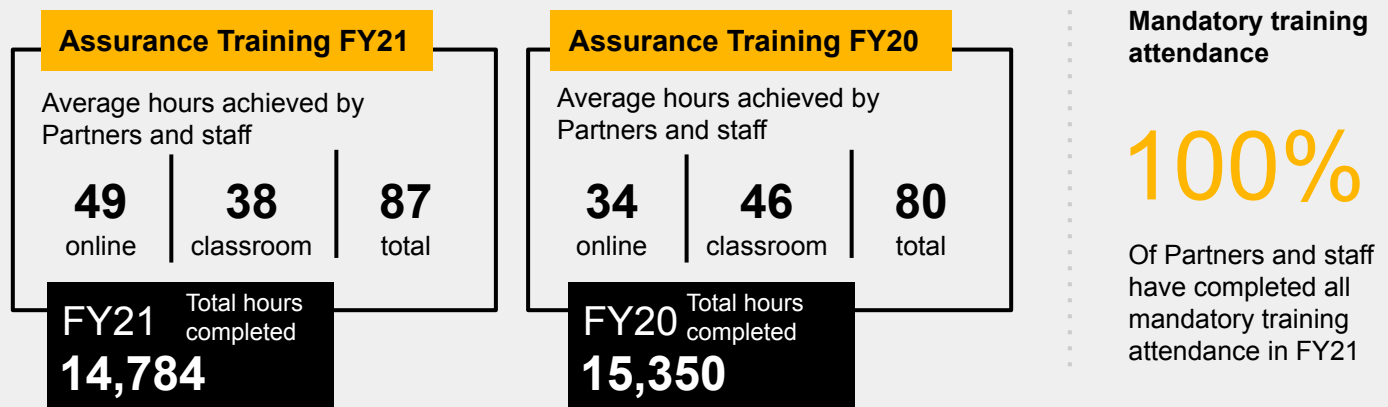 Assurance Training FY21
Average hours achieved by
Partners and staff
49
online
38
classroom
87
total
FY21
Total hours
completed
14,784
Assurance Training FY20
Average hours achieved by
Partners and staff
34
online
46
classroom
80
total
FY20
Total hours
completed
15,350
Mandatory training
attendance
100%
Of Partners and staff
have completed all
mandatory training
attendance in FY21